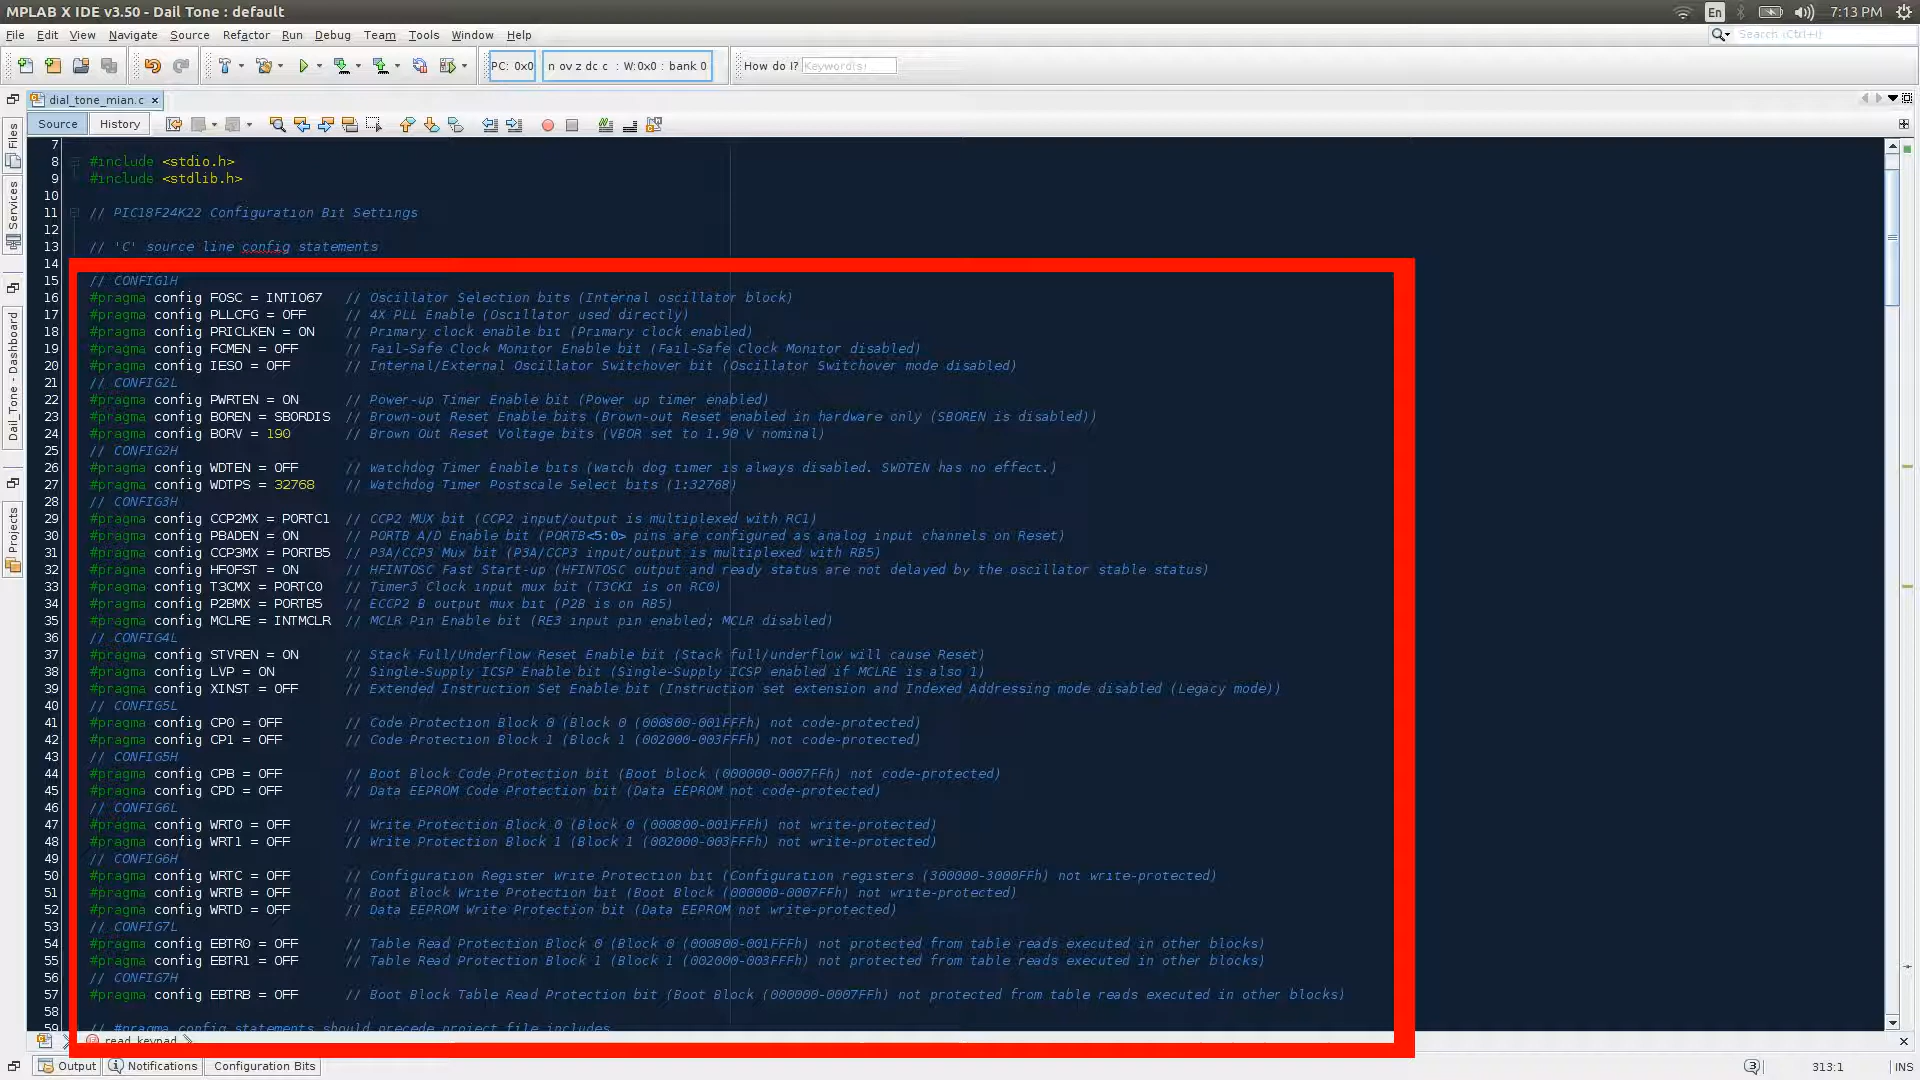 MPLAB X IDE v3.50 - Dail Tone : default
En
7:13 PM
File Edit View Navigate Source Refactor Run Debug Team Tools Window Help
Search (Ctrl+I)
PC: 0x0
n ov z dc c : W:0x0 : bank 0
How do I? Keyword(s)
dial_tone_mian.c
Source History
Files
Services
Dail_Tone - Dashboard
Projects
7
8 #include <stdio.h>
9 #include <stdlib.h>
10
11 // PIC18F24K22 Configuration Bit Settings
12
13 // 'C' source line config statements
14
15 // CONFIG1H
16 #pragma config FOSC = INTIO67 // Oscillator Selection bits (Internal oscillator block)
17 #pragma config PLLCFG = OFF // 4X PLL Enable (Oscillator used directly)
18 #pragma config PRICLKEN = ON // Primary clock enable bit (Primary clock enabled)
19 #pragma config FCMEN = OFF // Fail-Safe Clock Monitor Enable bit (Fail-Safe Clock Monitor disabled)
20 #pragma config IESO = OFF // Internal/External Oscillator Switchover bit (Oscillator Switchover mode disabled)
21 // CONFIG2L
22 #pragma config PWRTEN = ON // Power-up Timer Enable bit (Power up timer enabled)
23 #pragma config BOREN = SBORDIS // Brown-out Reset Enable bits (Brown-out Reset enabled in hardware only (SBOREN is disabled))
24 #pragma config BORV = 190 // Brown Out Reset Voltage bits (VBOR set to 1.90 V nominal)
25 // CONFIG2H
26 #pragma config WDTEN = OFF // Watchdog Timer Enable bits (Watch dog timer is always disabled. SWDTEN has no effect.)
27 #pragma config WDTPS = 32768 // Watchdog Timer Postscale Select bits (1:32768)
28 // CONFIG3H
29 #pragma config CCP2MX = PORTC1 // CCP2 MUX bit (CCP2 input/output is multiplexed with RC1)
30 #pragma config PBADEN = ON // PORTB A/D Enable bit (PORTB<5:0> pins are configured as analog input channels on Reset)
31 #pragma config CCP3MX = PORTB5 // P3A/CCP3 Mux bit (P3A/CCP3 input/output is multiplexed with RB5)
32 #pragma config HFOFST = ON // HFINTOSC Fast Start-up (HFINTOSC output and ready status are not delayed by the oscillator stable status)
33 #pragma config T3CMX = PORTC0 // Timer3 Clock input mux bit (T3CKI is on RC0)
34 #pragma config P2BMX = PORTB5 // ECCP2 B output mux bit (P2B is on RB5)
35 #pragma config MCLRE = INTMCLR // MCLR Pin Enable bit (RE3 input pin enabled; MCLR disabled)
36 // CONFIG4L
37 #pragma config STVREN = ON // Stack Full/Underflow Reset Enable bit (Stack full/underflow will cause Reset)
38 #pragma config LVP = ON // Single-Supply ICSP Enable bit (Single-Supply ICSP enabled if MCLRE is also 1)
39 #pragma config XINST = OFF // Extended Instruction Set Enable bit (Instruction set extension and Indexed Addressing mode disabled (Legacy mode))
40 // CONFIG5L
41 #pragma config CP0 = OFF // Code Protection Block 0 (Block 0 (000800-001FFFh) not code-protected)
42 #pragma config CP1 = OFF // Code Protection Block 1 (Block 1 (002000-003FFFh) not code-protected)
43 // CONFIG5H
44 #pragma config CPB = OFF // Boot Block Code Protection bit (Boot block (000000-0007FFh) not code-protected)
45 #pragma config CPD = OFF // Data EEPROM Code Protection bit (Data EEPROM not code-protected)
46 // CONFIG6L
47 #pragma config WRT0 = OFF // Write Protection Block 0 (Block 0 (000800-001FFFh) not write-protected)
48 #pragma config WRT1 = OFF // Write Protection Block 1 (Block 1 (002000-003FFFh) not write-protected)
49 // CONFIG6H
50 #pragma config WRTC = OFF // Configuration Register Write Protection bit (Configuration registers (300000-3000FFh) not write-protected)
51 #pragma config WRTB = OFF // Boot Block Write Protection bit (Boot Block (000000-0007FFh) not write-protected)
52 #pragma config WRTD = OFF // Data EEPROM Write Protection bit (Data EEPROM not write-protected)
53 // CONFIG7L
54 #pragma config EBTR0 = OFF // Table Read Protection Block 0 (Block 0 (000800-001FFFh) not protected from table reads executed in other blocks)
55 #pragma config EBTR1 = OFF // Table Read Protection Block 1 (Block 1 (002000-003FFFh) not protected from table reads executed in other blocks)
56 // CONFIG7H
57 #pragma config EBTRB = OFF // Boot Block Table Read Protection bit (Boot Block (000000-0007FFh) not protected from table reads executed in other blocks)
58
59 // #pragma config statements should precede project file includes
read_keypad
Output Notifications Configuration Bits
3
313:1
INS